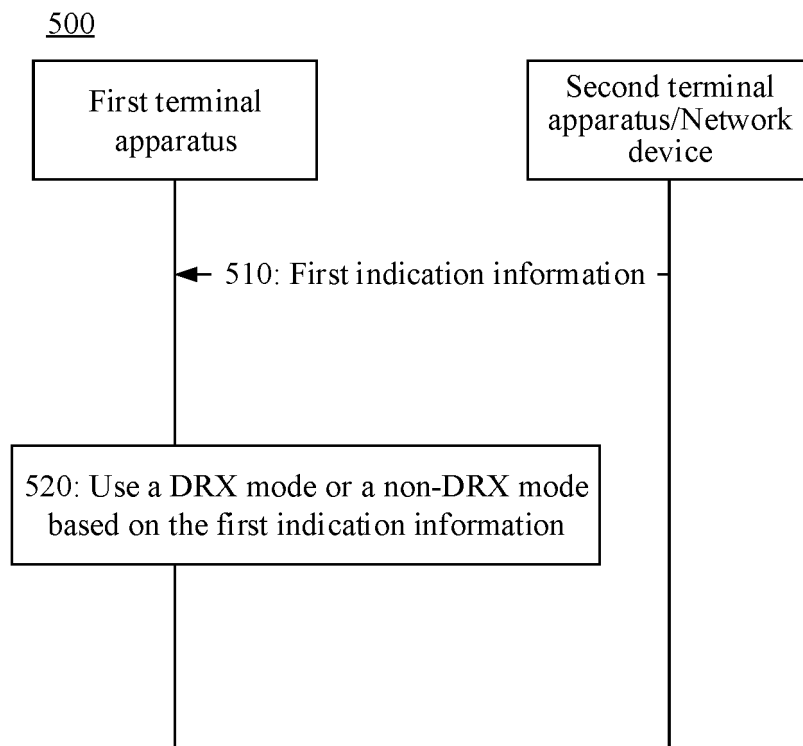 500
First terminal
apparatus
Second terminal
apparatus/Network
device
510: First indication information
520: Use a DRX mode or a non-DRX mode
based on the first indication information